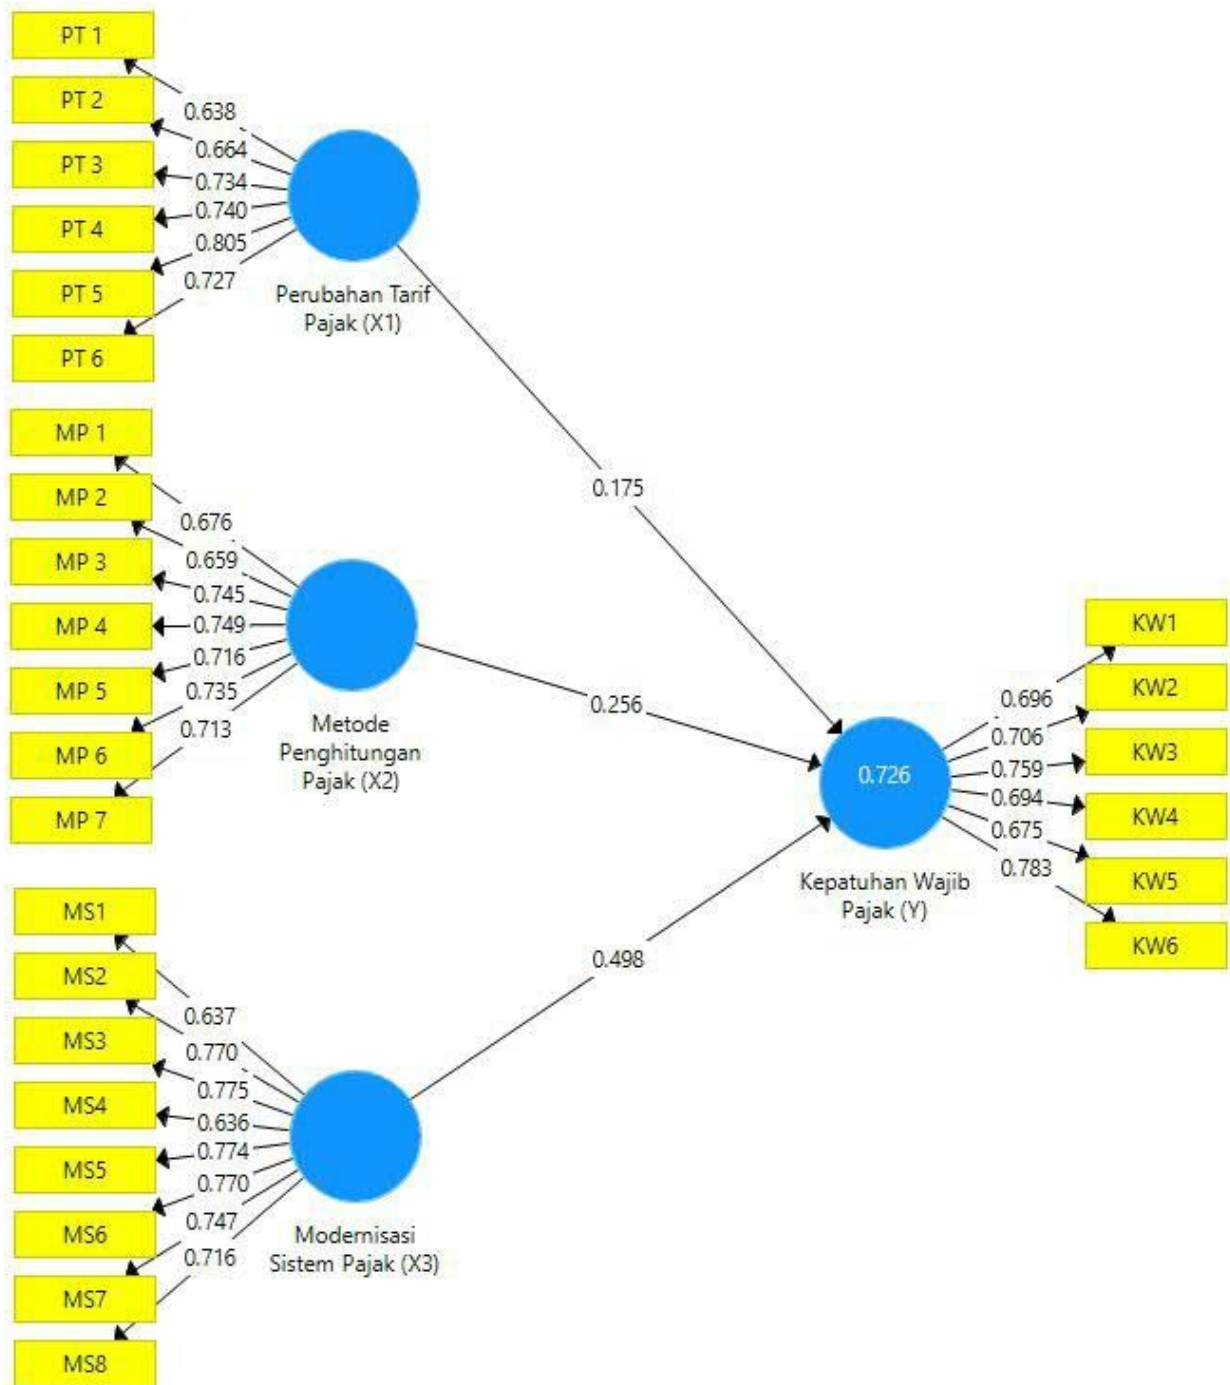 PT 1
PT 2
PT 3
PT 4
PT 5
PT 6
0.638
0.664
0.734
0.740
0.805
0.727
Perubahan Tarif
Pajak (X1)
0.175
MP 1
MP 2
MP 3
MP 4
MP 5
MP 6
MP 7
0.676
0.659
0.745
0.749
0.716
0.735
0.713
Metode
Penghitungan
Pajak (X2)
0.256
MS1
MS2
MS3
MS4
MS5
MS6
MS7
MS8
0.637
0.770
0.775
0.636
0.774
0.770
0.747
0.716
Modernisasi
Sistem Pajak (X3)
0.498
0.726
Kepatuhan Wajib
Pajak (Y)
0.696
0.706
0.759
0.694
0.675
0.783
KW1
KW2
KW3
KW4
KW5
KW6